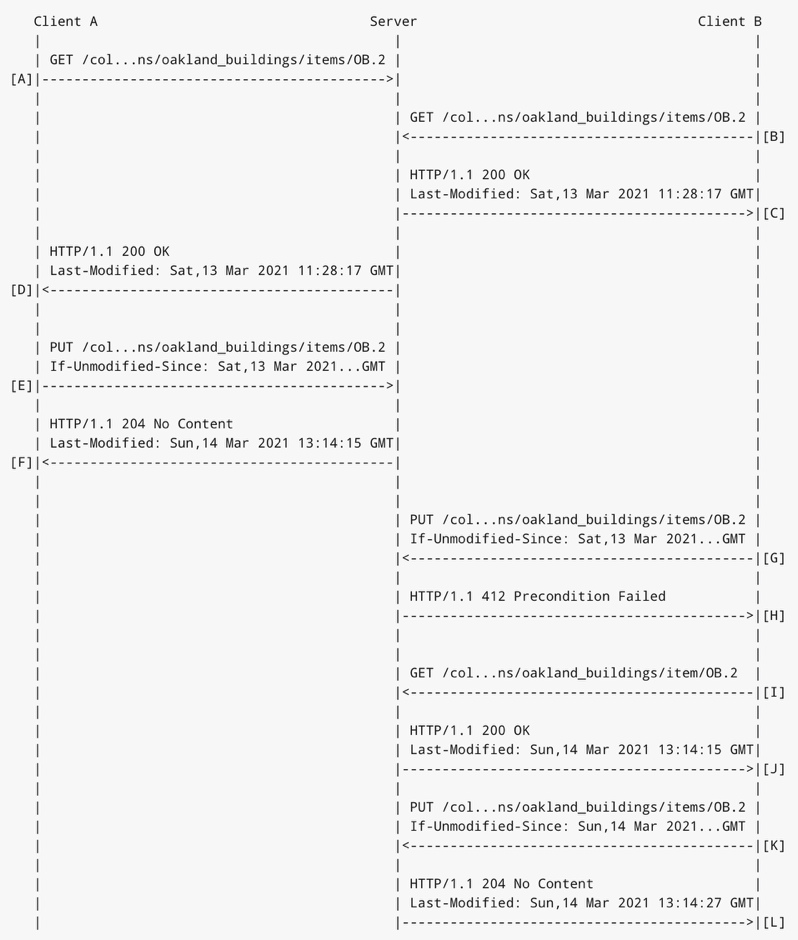 Client A                                  Server                                   Client B
   |                                            |                                            |
   | GET /col...ns/oakland_buildings/items/OB.2 |                                            |
[A]|------------------------------------------->|                                            |
   |                                            |                                            |
   |                                            | GET /col...ns/oakland_buildings/items/OB.2 |
   |                                            |<-------------------------------------------|[B]
   |                                            |                                            |
   |                                            | HTTP/1.1 200 OK                            |
   |                                            | Last-Modified: Sat,13 Mar 2021 11:28:17 GMT|
   |                                            |------------------------------------------->|[C]
   |                                            |                                            |
   | HTTP/1.1 200 OK                            |                                            |
   | Last-Modified: Sat,13 Mar 2021 11:28:17 GMT|                                            |
[D]|<-------------------------------------------|                                            |
   |                                            |                                            |
   |                                            |                                            |
   | PUT /col...ns/oakland_buildings/items/OB.2 |                                            |
   | If-Unmodified-Since: Sat,13 Mar 2021...GMT |                                            |
[E]|------------------------------------------->|                                            |
   |                                            |                                            |
   | HTTP/1.1 204 No Content                    |                                            |
   | Last-Modified: Sun,14 Mar 2021 13:14:15 GMT|                                            |
[F]|<-------------------------------------------|                                            |
   |                                            |                                            |
   |                                            |                                            |
   |                                            | PUT /col...ns/oakland_buildings/items/OB.2 |
   |                                            | If-Unmodified-Since: Sat,13 Mar 2021...GMT |
   |                                            |<-------------------------------------------|[G]
   |                                            |                                            |
   |                                            | HTTP/1.1 412 Precondition Failed           |
   |                                            |------------------------------------------->|[H]
   |                                            |                                            |
   |                                            |                                            |
   |                                            | GET /col...ns/oakland_buildings/item/OB.2  |
   |                                            |<-------------------------------------------|[I]
   |                                            |                                            |
   |                                            | HTTP/1.1 200 OK                            |
   |                                            | Last-Modified: Sun,14 Mar 2021 13:14:15 GMT|
   |                                            |------------------------------------------->|[J]
   |                                            |                                            |
   |                                            | PUT /col...ns/oakland_buildings/items/OB.2 |
   |                                            | If-Unmodified-Since: Sun,14 Mar 2021...GMT |
   |                                            |<-------------------------------------------|[K]
   |                                            |                                            |
   |                                            | HTTP/1.1 204 No Content                    |
   |                                            | Last-Modified: Sun,14 Mar 2021 13:14:27 GMT|
   |                                            |------------------------------------------->|[L]